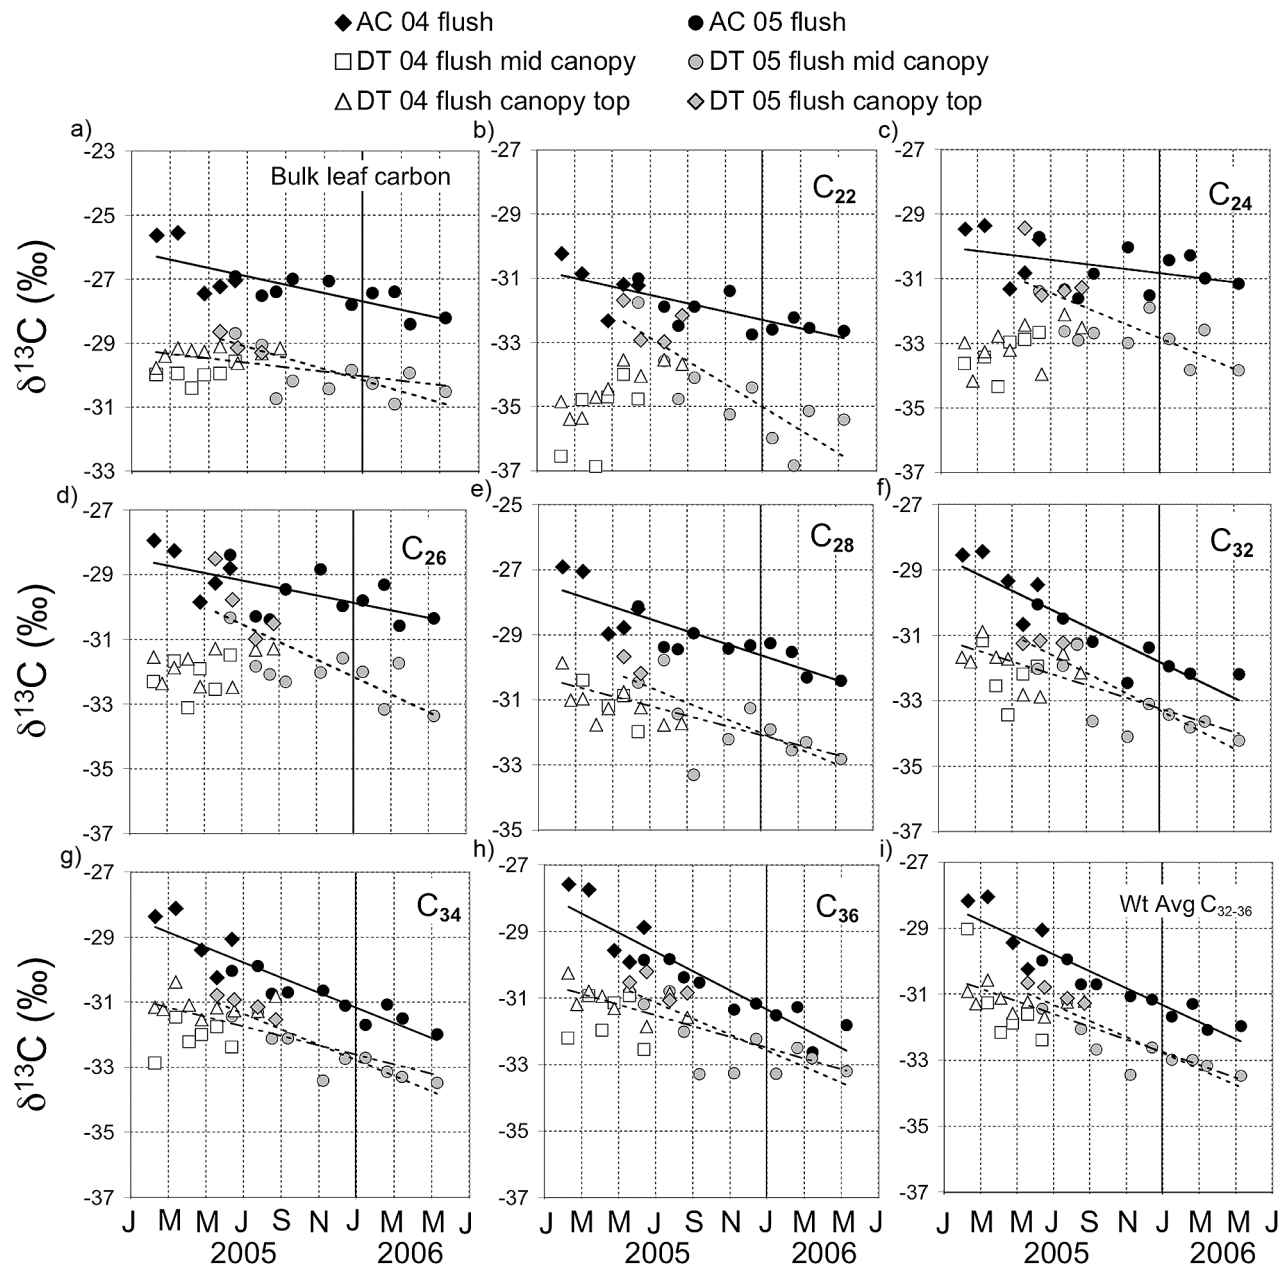 AC 04 flush
AC 05 flush
DT 04 flush mid canopy
DT 05 flush mid canopy
DT 04 flush canopy top
DT 05 flush canopy top
a)
b)
c)
δ¹³C (‰)
-23
-25
-27
-29
-31
-33
Bulk leaf carbon
-27
-29
-31
-33
-35
-37
C₂₂
-27
-29
-31
-33
-35
-37
C₂₄
d)
e)
f)
δ¹³C (‰)
-27
-29
-31
-33
-35
-37
C₂₆
-25
-27
-29
-31
-33
-35
C₂₈
-27
-29
-31
-33
-35
-37
C₃₂
g)
h)
i)
δ¹³C (‰)
-27
-29
-31
-33
-35
-37
C₃₄
-27
-29
-31
-33
-35
-37
C₃₆
-27
-29
-31
-33
-35
-37
Wt Avg C₃₂₋₃₆
J M M J S N J M M J
2005 2006
J M M J S N J M M J
2005 2006
J M M J S N J M M J
2005 2006